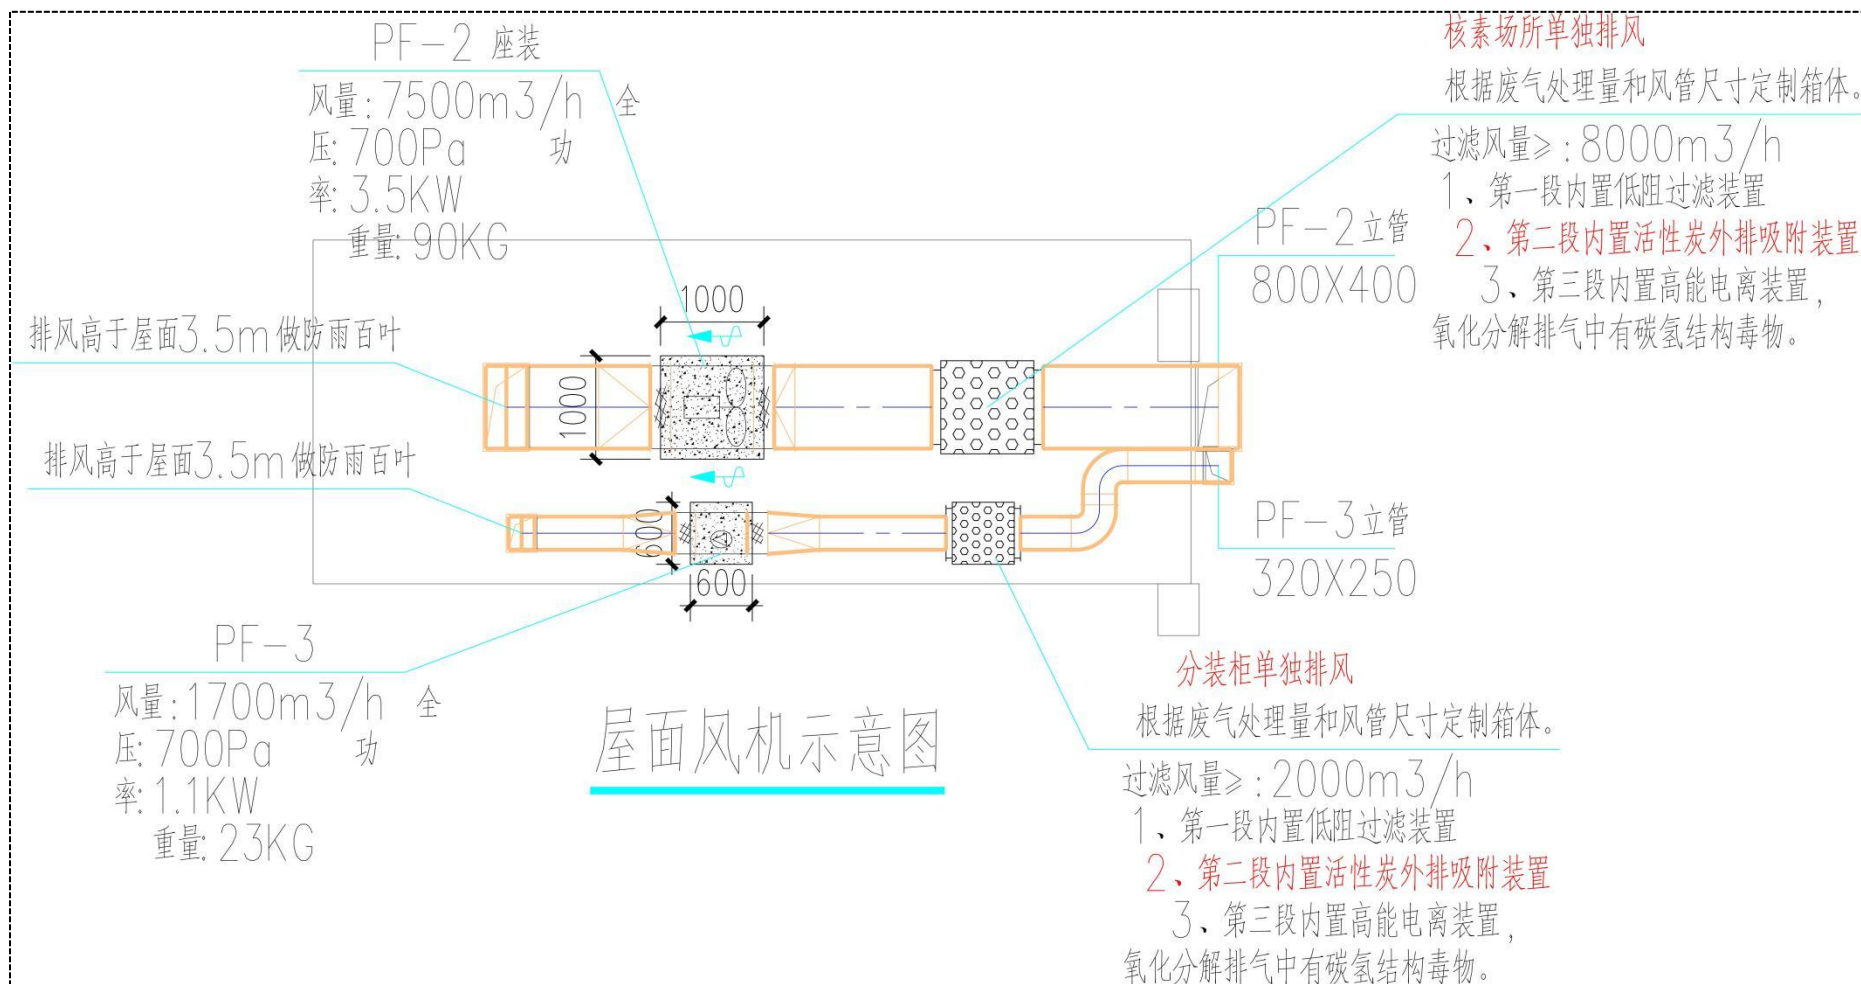 PF-2 座装
风量: 7500m3/h 全
压: 700Pa 功
率: 3.5KW
重量: 90KG
核素场所单独排风
根据废气处理量和风管尺寸定制箱体。
过滤风量≥: 8000m3/h
1、第一段内置低阻过滤装置
2、第二段内置活性炭外排吸附装置
3、第三段内置高能电离装置,
氧化分解排气中有碳氢结构毒物。
PF-2立管
800X400
1000
1000
排风高于屋面3.5m做防雨百叶
排风高于屋面3.5m做防雨百叶
600
600
PF-3立管
320X250
PF-3
风量: 1700m3/h 全
压: 700Pa 功
率: 1.1KW
重量: 23KG
屋面风机示意图
分装柜单独排风
根据废气处理量和风管尺寸定制箱体。
过滤风量≥: 2000m3/h
1、第一段内置低阻过滤装置
2、第二段内置活性炭外排吸附装置
3、第三段内置高能电离装置,
氧化分解排气中有碳氢结构毒物。